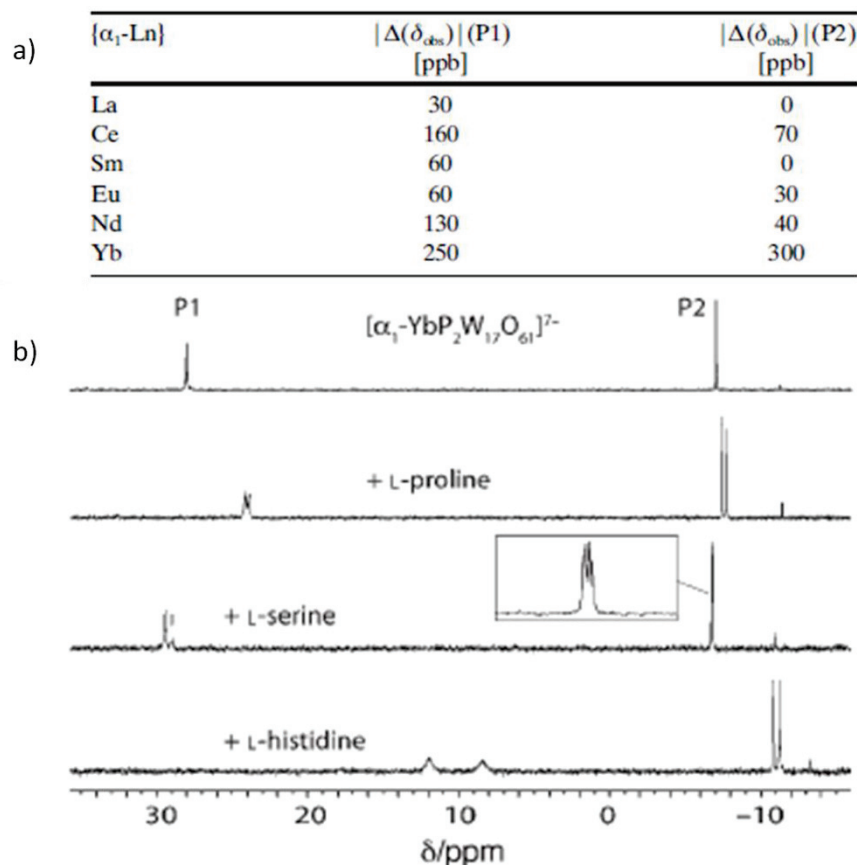 a)
{α₁-Ln} |Δ(δobs)|(P1) |Δ(δobs)|(P2)
[ppb] [ppb]
La 30 0
Ce 160 70
Sm 60 0
Eu 60 30
Nd 130 40
Yb 250 300
b)
P1 [α₁-YbP₂W₁₇O₆₁]⁷⁻ P2
+ L-proline
+ L-serine
+ L-histidine
30 20 10 0 −10
δ/ppm